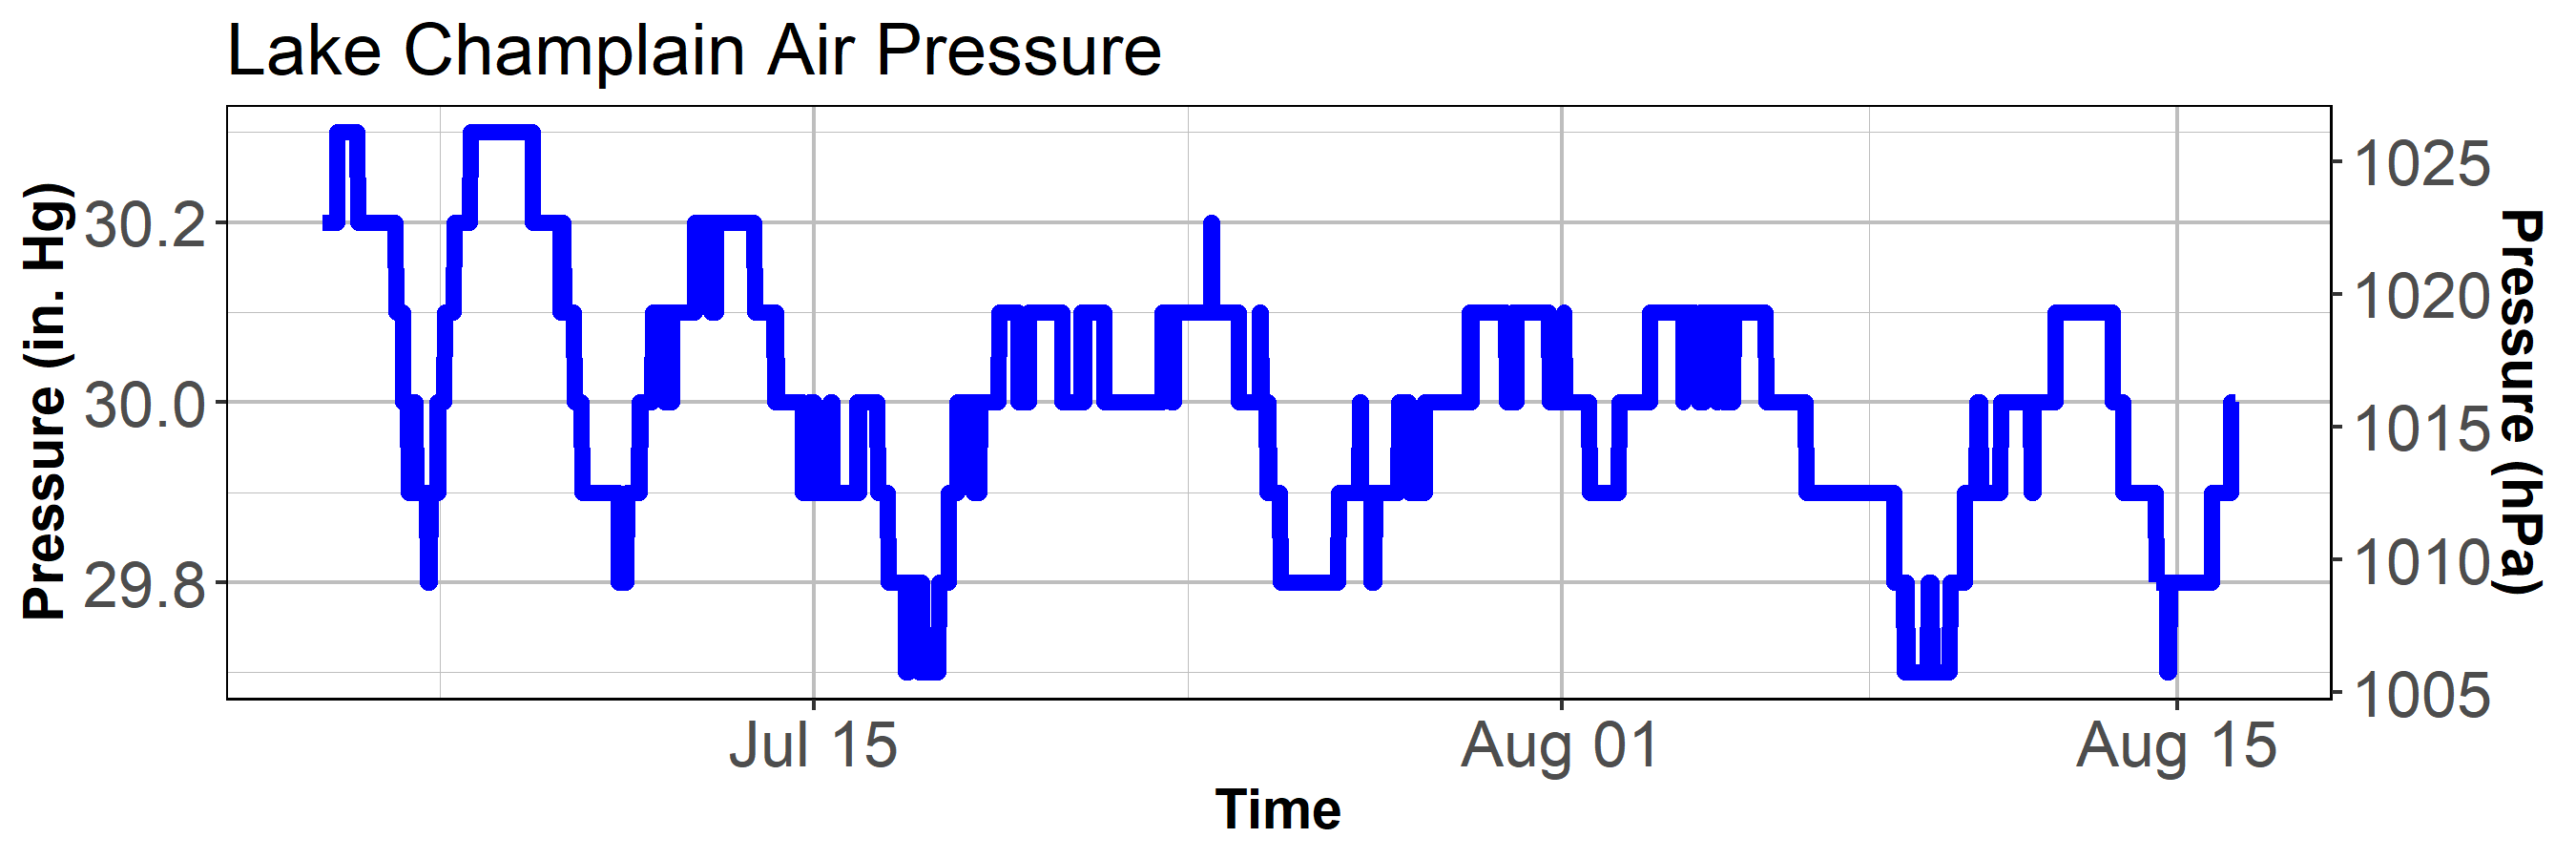 Lake Champlain Air Pressure
Pressure (in. Hg)
30.2
30.0
29.8
1025
1020
1015
1010
1005
Pressure (hPa)
Jul 15
Aug 01
Aug 15
Time